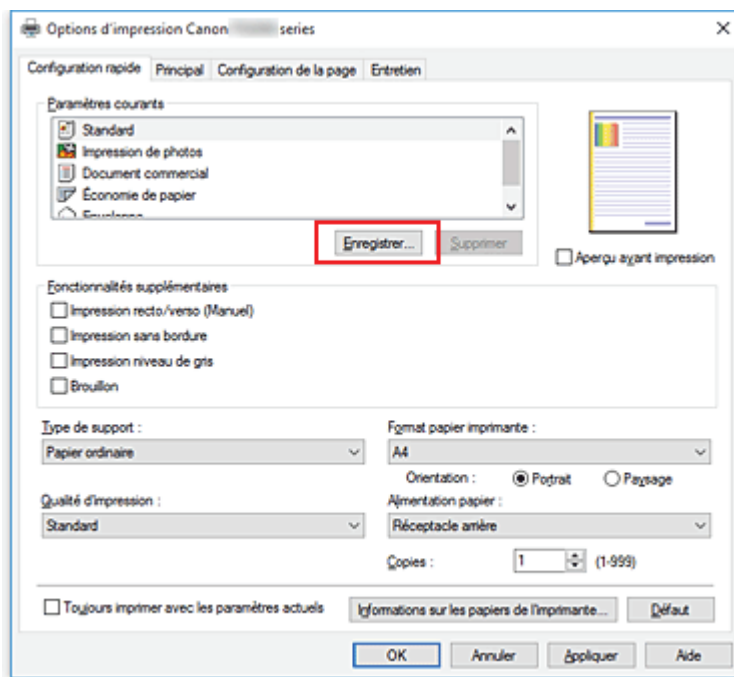 Options d'impression Canon series
Configuration rapide Principal Configuration de la page Entretien
Paramètres courants
Standard
Impression de photos
Document commercial
Économie de papier
Enregistrer... Supprimer
Aperçu avant impression
Fonctionnalités supplémentaires
Impression recto/verso (Manuel)
Impression sans bordure
Impression niveau de gris
Brouillon
Type de support : Format papier imprimante :
Papier ordinaire A4
Orientation : Portrait Paysage
Qualité d'impression : Alimentation papier :
Standard Réceptacle arrière
Copies : 1 (1-999)
Toujours imprimer avec les paramètres actuels Informations sur les papiers de l'imprimante... Défaut
OK Annuler Appliquer Aide